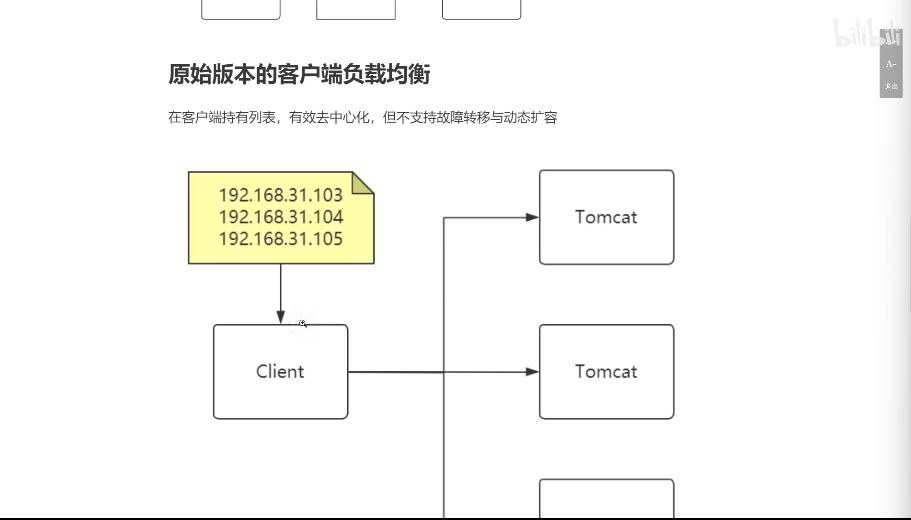 bilibili
A-
退出
原始版本的客户端负载均衡
在客户端持有列表，有效去中心化，但不支持故障转移与动态扩容
192.168.31.103
192.168.31.104
192.168.31.105
Tomcat
Client
Tomcat